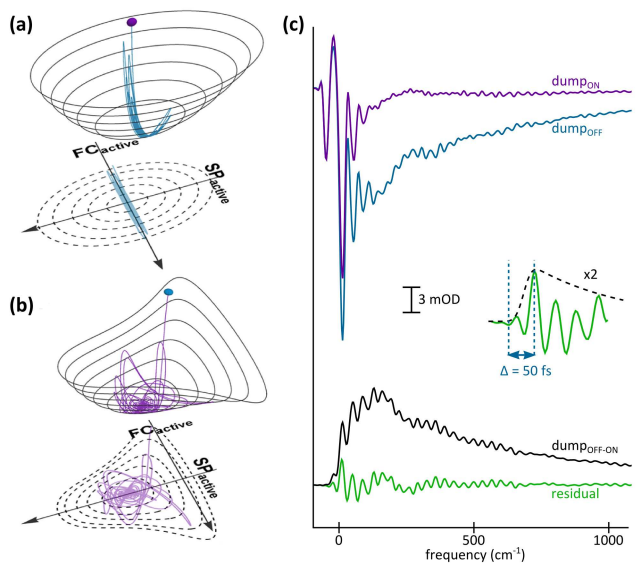 (a)
FCactive
SPactive
(b)
FCactive
SPactive
(c)
dumpON
dumpOFF
3 mOD
x2
Δ = 50 fs
dumpOFF-ON
residual
0
500
1000
frequency (cm⁻¹)